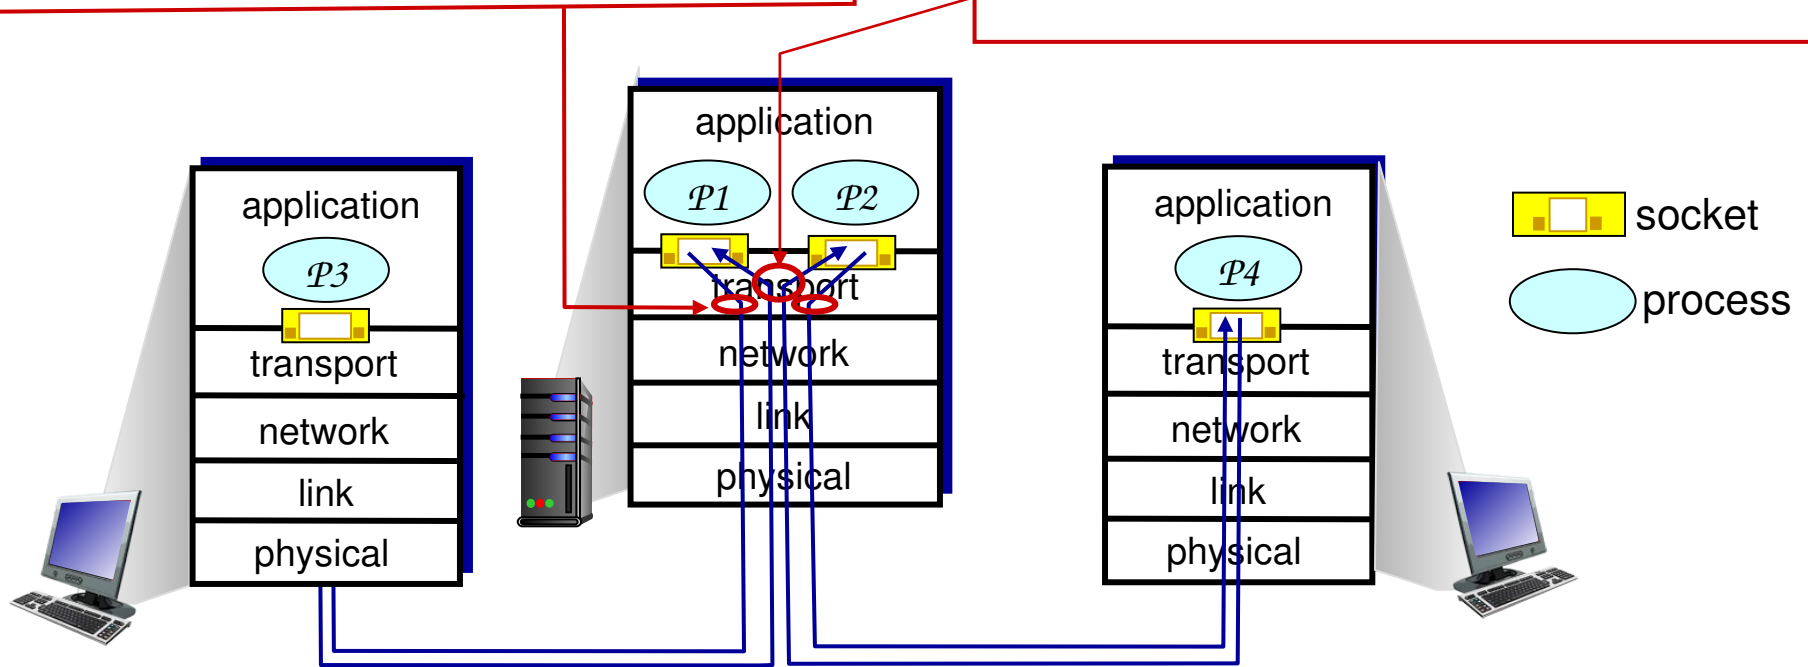 application
P1 P2
transport
network
link
physical
application
P3
transport
network
link
physical
application
P4
transport
network
link
physical
socket
process